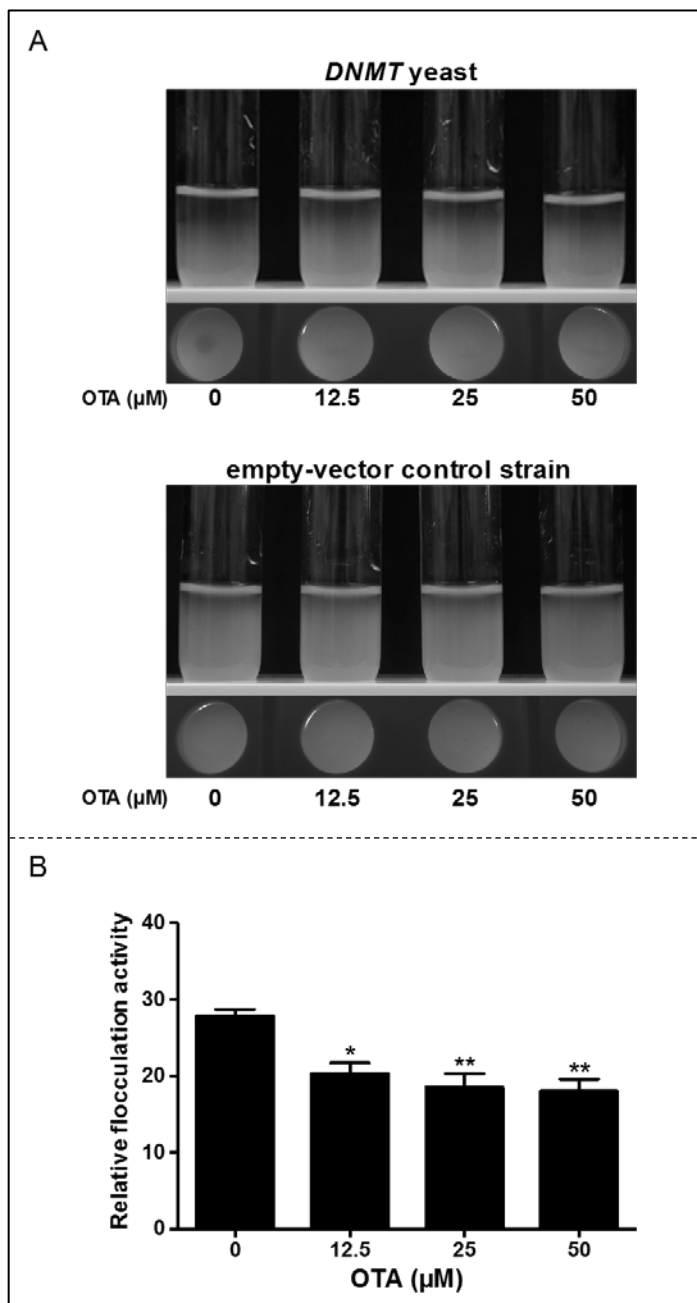 A
DNMT yeast
OTA (µM) 0 12.5 25 50
empty-vector control strain
OTA (µM) 0 12.5 25 50
B
Relative flocculation activity
40
30
20
10
0
* ** **
0 12.5 25 50
OTA (µM)